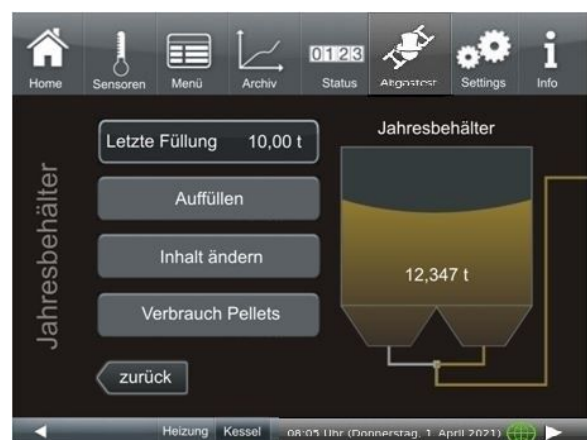 Home Sensoren Menü Archiv 0123 Status Abgastest Settings Info
Jahresbehälter
Letzte Füllung 10,00 t
Auffüllen
Inhalt ändern
Verbrauch Pellets
zurück
Jahresbehälter
12,347 t
Heizung Kessel 08:05 Uhr (Donnerstag, 1. April 2021)